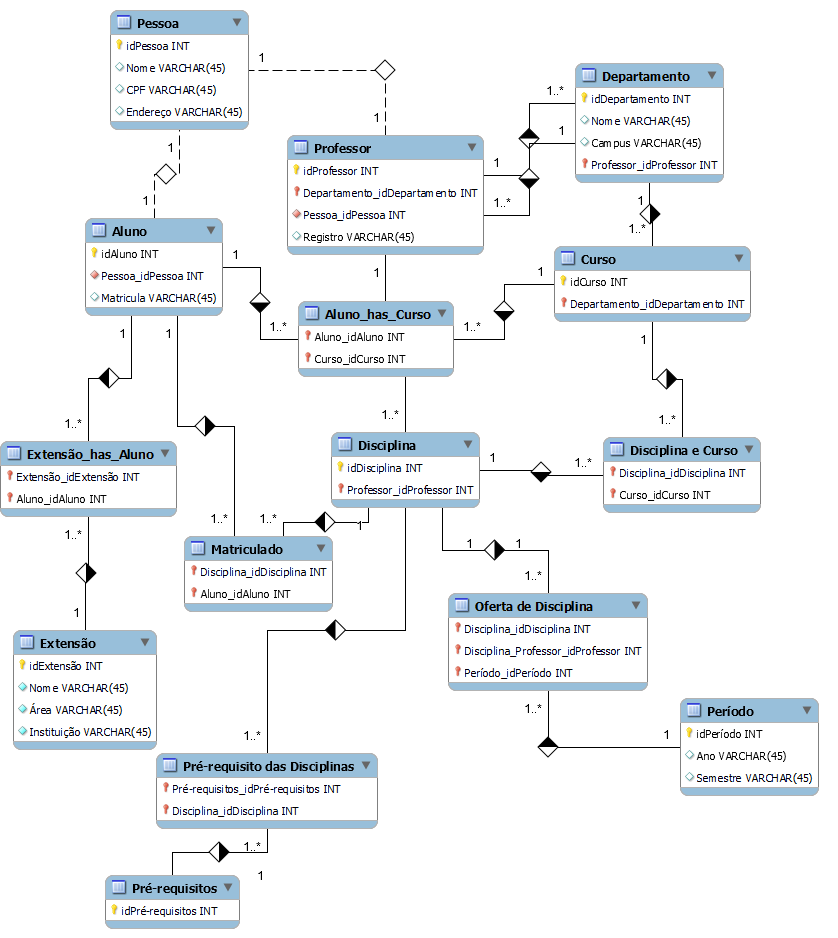 Pessoa
idPessoa INT
Nome VARCHAR(45)
CPF VARCHAR(45)
Endereço VARCHAR(45)
1
1
1
1
Professor
idProfessor INT
Departamento_idDepartamento INT
Pessoa_idPessoa INT
Registro VARCHAR(45)
1
1..*
1..*
1
Departamento
idDepartamento INT
Nome VARCHAR(45)
Campus VARCHAR(45)
Professor_idProfessor INT
1
1..*
Aluno
idAluno INT
Pessoa_idPessoa INT
Matricula VARCHAR(45)
1
1..*
1
Curso
idCurso INT
Departamento_idDepartamento INT
1
1..*
Aluno_has_Curso
Aluno_idAluno INT
Curso_idCurso INT
1
1
1
1..*
1..*
1..*
Extensão_has_Aluno
Extensão_idExtensão INT
Aluno_idAluno INT
Disciplina
idDisciplina INT
Professor_idProfessor INT
1
1..*
Disciplina e Curso
Disciplina_idDisciplina INT
Curso_idCurso INT
1..*
1..*
1..*
1
1
1
1..*
Matriculado
Disciplina_idDisciplina INT
Aluno_idAluno INT
1
Extensão
idExtensão INT
Nome VARCHAR(45)
Área VARCHAR(45)
Instituição VARCHAR(45)
Oferta de Disciplina
Disciplina_idDisciplina INT
Disciplina_Professor_idProfessor INT
Período_idPeríodo INT
1..*
1
Período
idPeríodo INT
Ano VARCHAR(45)
Semestre VARCHAR(45)
1..*
Pré-requisito das Disciplinas
Pré-requisitos_idPré-requisitos INT
Disciplina_idDisciplina INT
1..*
1
Pré-requisitos
idPré-requisitos INT